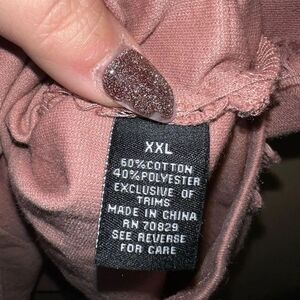 XXL
60% COTTON
40% POLYESTER
EXCLUSIVE OF
TRIMS
MADE IN CHINA
RN 70829
SEE REVERSE
FOR CARE